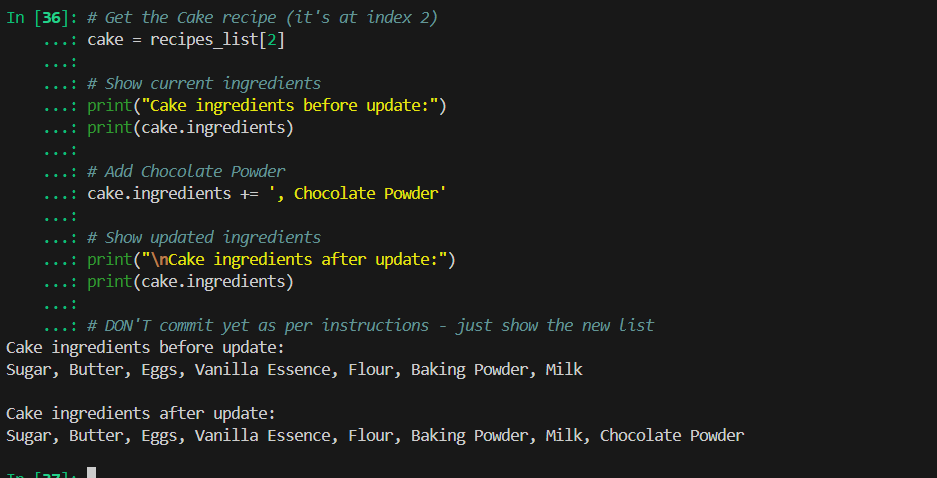 In [36]: # Get the Cake recipe (it's at index 2)
...: cake = recipes_list[2]
...:
...: # Show current ingredients
...: print("Cake ingredients before update:")
...: print(cake.ingredients)
...:
...: # Add Chocolate Powder
...: cake.ingredients += ', Chocolate Powder'
...:
...: # Show updated ingredients
...: print("\nCake ingredients after update:")
...: print(cake.ingredients)
...:
...: # DON'T commit yet as per instructions - just show the new list
Cake ingredients before update:
Sugar, Butter, Eggs, Vanilla Essence, Flour, Baking Powder, Milk

Cake ingredients after update:
Sugar, Butter, Eggs, Vanilla Essence, Flour, Baking Powder, Milk, Chocolate Powder

In [37]: